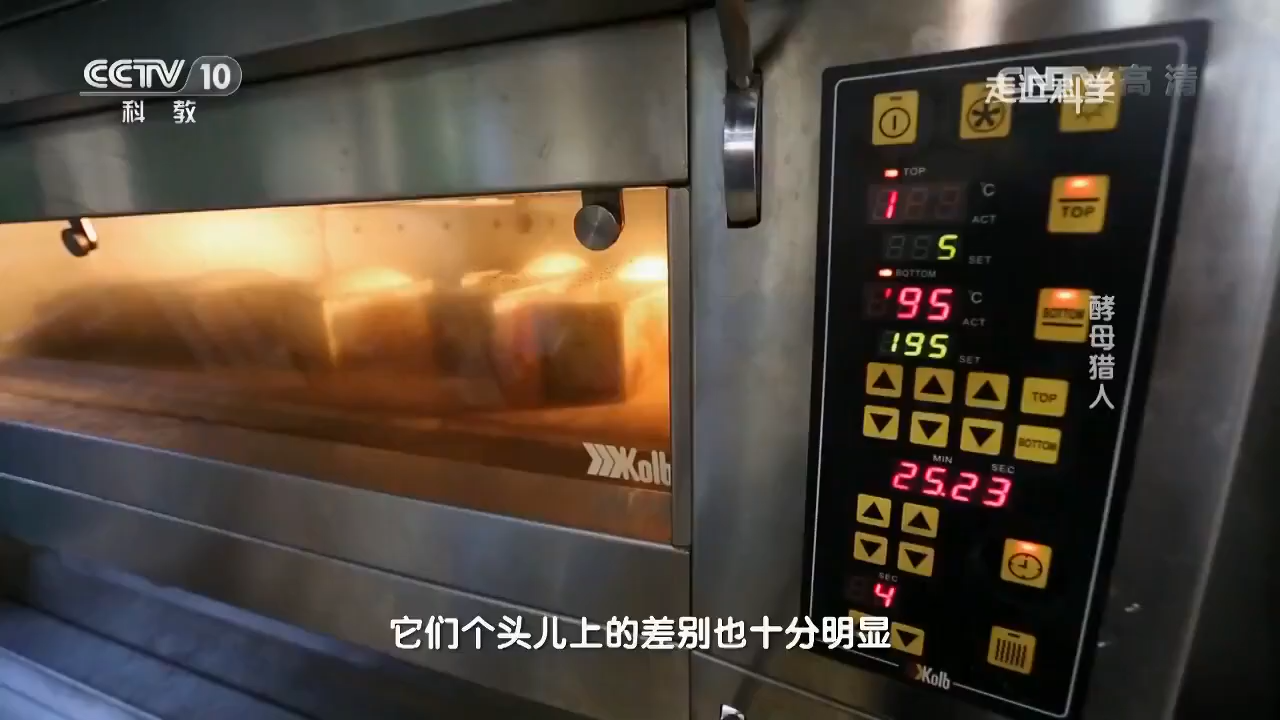 CCTV 10
科教
走近科学
高清
TOP
1
°C
ACT
TOP
5
SET
BOTTOM
'95
°C
ACT
BOTTOM
195
SET
酵母猎人
TOP
BOTTOM
MIN
SEC
25.23
SEC
4
Kolb
Kolb
它们个头儿上的差别也十分明显